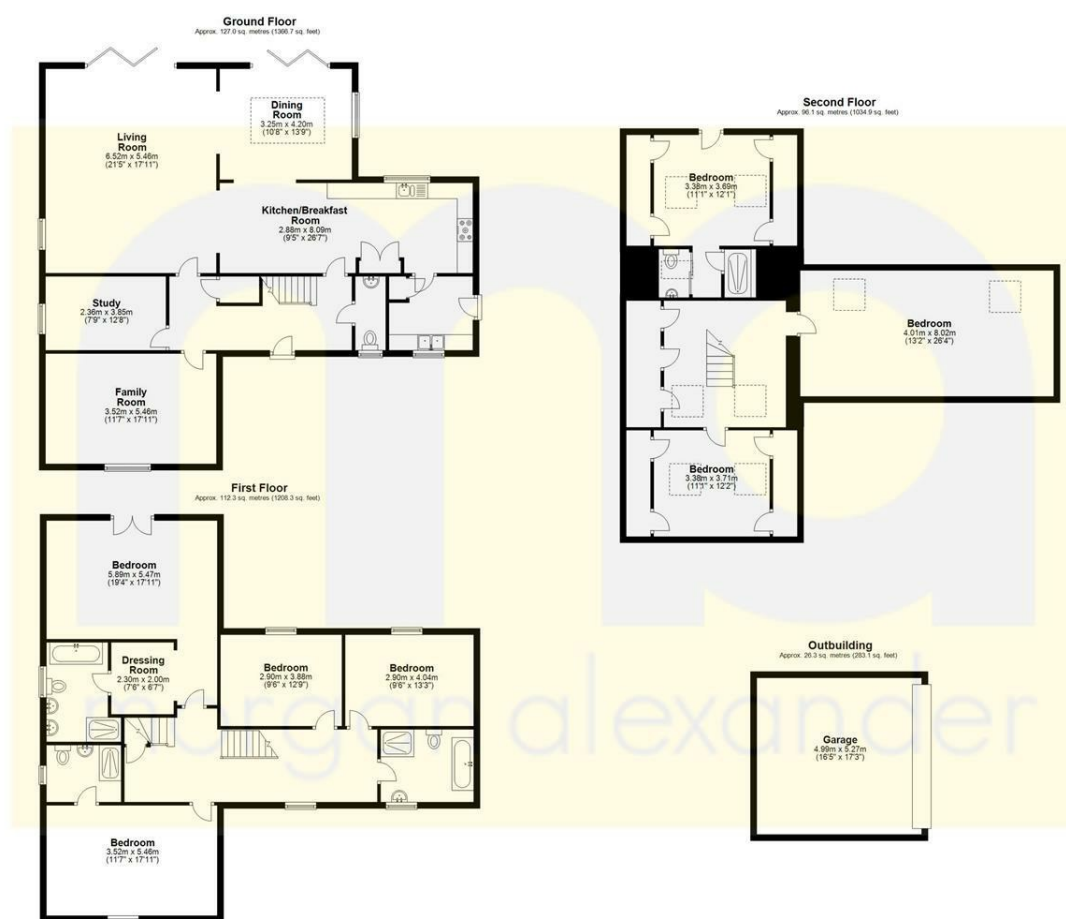 Ground Floor
Approx. 127.0 sq. metres (1366.7 sq. feet)
Dining
Room
3.25m x 4.20m
(10'8" x 13'9")
Living
Room
6.52m x 5.46m
(21'5" x 17'11")
Kitchen/Breakfast
Room
2.88m x 8.09m
(9'5" x 26'7")
Study
2.36m x 3.85m
(7'9" x 12'8")
Family
Room
3.52m x 5.46m
(11'7" x 17'11")
First Floor
Approx. 112.3 sq. metres (1208.3 sq. feet)
Bedroom
5.89m x 5.47m
(19'4" x 17'11")
Dressing
Room
2.30m x 2.00m
(7'6" x 6'7")
Bedroom
2.90m x 3.88m
(9'6" x 12'9")
Bedroom
2.90m x 4.04m
(9'6" x 13'3")
Bedroom
3.52m x 5.46m
(11'7" x 17'11")
Second Floor
Approx. 96.1 sq. metres (1034.9 sq. feet)
Bedroom
3.38m x 3.69m
(11'1" x 12'1")
Bedroom
4.01m x 8.02m
(13'2" x 26'4")
Bedroom
3.38m x 3.71m
(11'1" x 12'2")
Outbuilding
Approx. 26.3 sq. metres (283.1 sq. feet)
Garage
4.99m x 5.27m
(16'5" x 17'3")
ma
morgan alexander